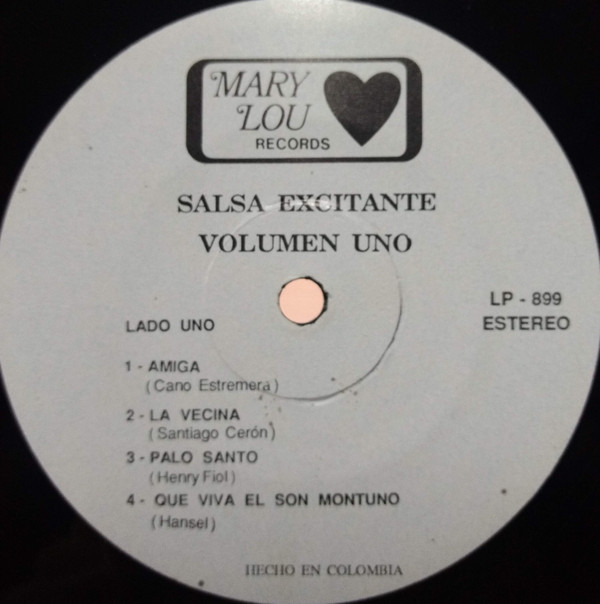 MARY
LOU
RECORDS
SALSA EXCITANTE
VOLUMEN UNO
LP - 899
ESTEREO
LADO UNO
1 - AMIGA
(Cano Estremera)
2 - LA VECINA
(Santiago Cerón)
3 - PALO SANTO
(Henry Fiol)
4 - QUE VIVA EL SON MONTUNO
(Hansel)
HECHO EN COLOMBIA